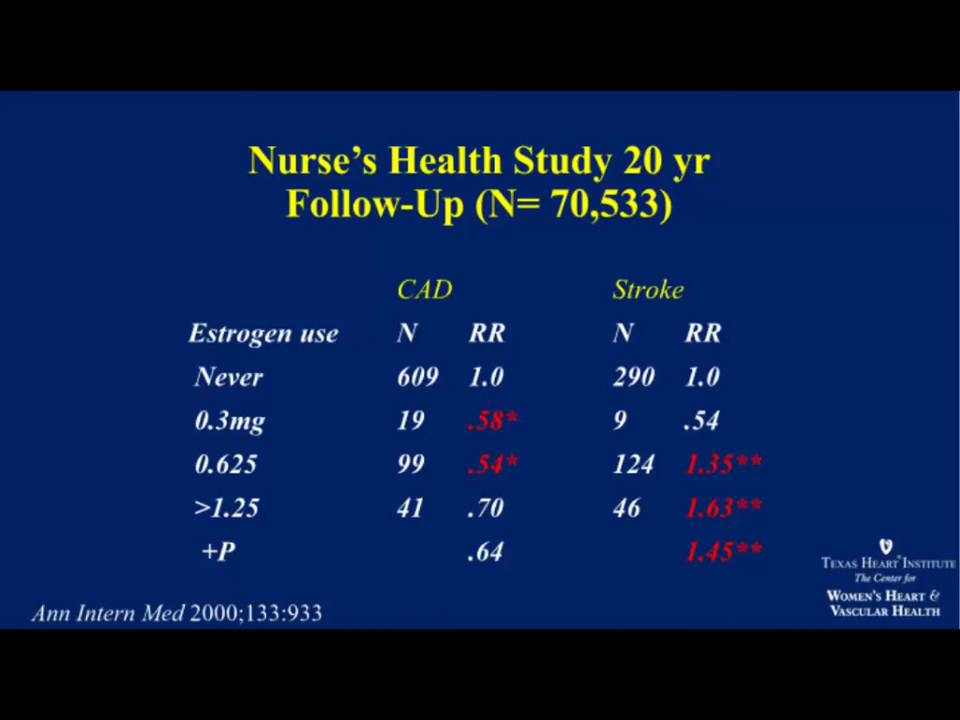 Nurse's Health Study 20 yr
Follow-Up (N= 70,533)
CAD Stroke
Estrogen use N RR N RR
Never 609 1.0 290 1.0
0.3mg 19 .58* 9 .54
0.625 99 .54* 124 1.35**
>1.25 41 .70 46 1.63**
+P .64 1.45**
Ann Intern Med 2000;133:933
TEXAS HEART® INSTITUTE
The Center for
WOMEN'S HEART &
VASCULAR HEALTH